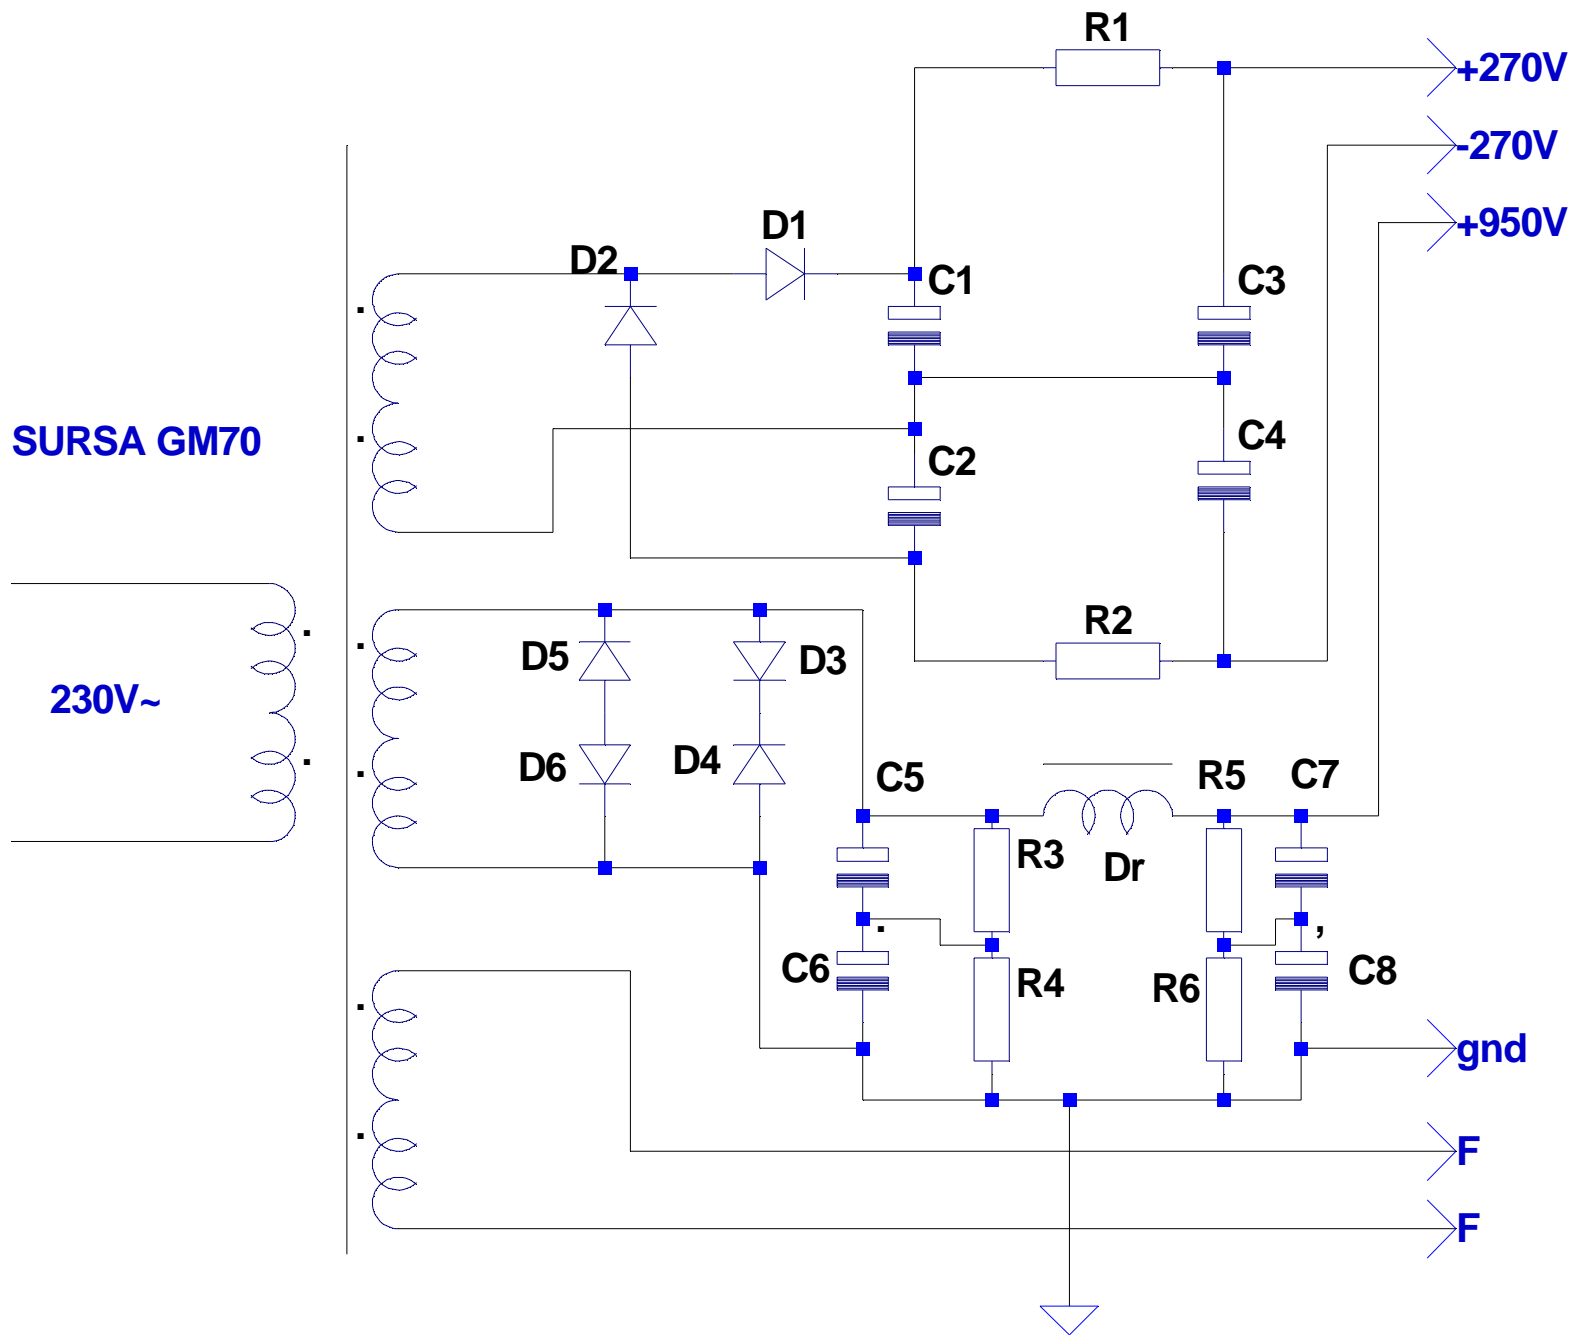 R1
+270V
-270V
+950V
D1
D2
C1
C3
SURSA GM70
C4
C2
R2
D5
D3
230V~
D6
D4
C5
R5
C7
R3
Dr
C6
R4
R6
C8
gnd
F
F